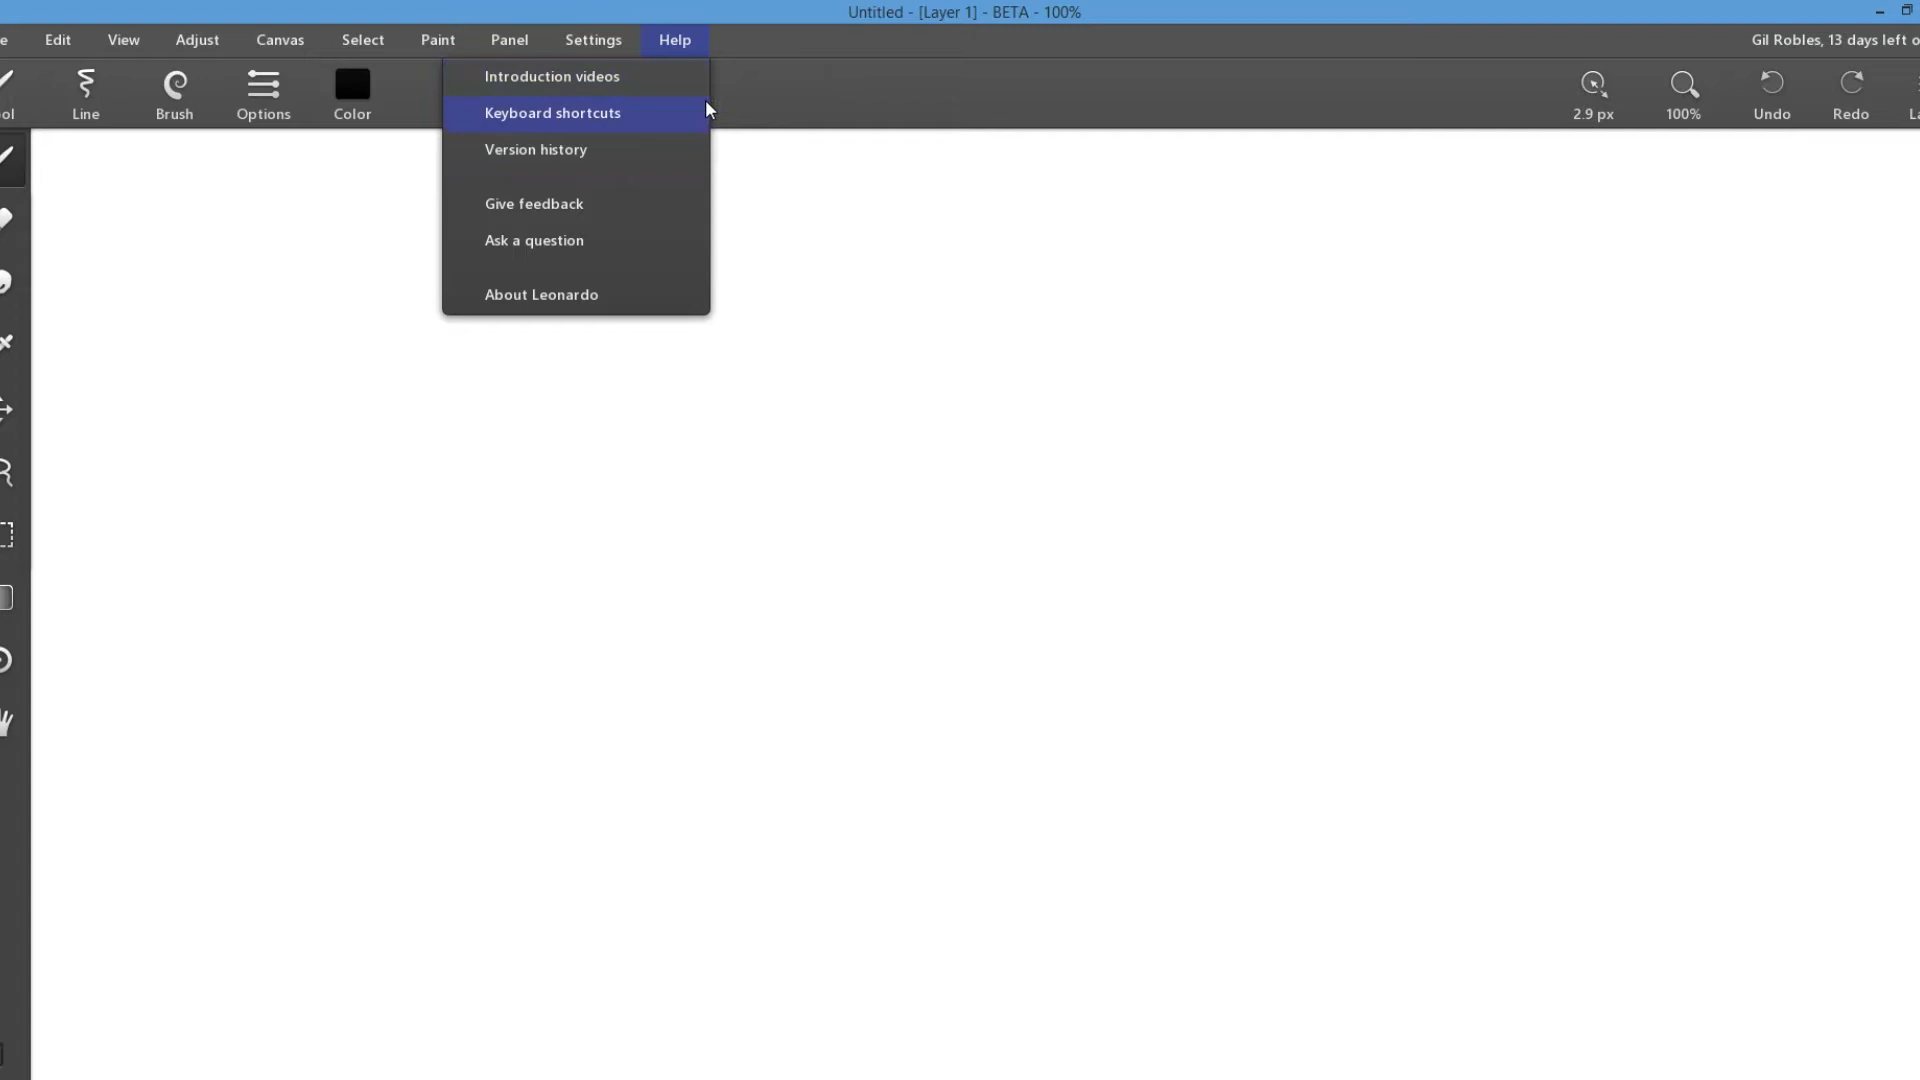 Untitled - [Layer 1] - BETA - 100%
Edit View Adjust Canvas Select Paint Panel Settings Help Gil Robles, 13 days left
Line Brush Options Color 2.9 px 100% Undo Redo
Introduction videos
Keyboard shortcuts
Version history
Give feedback
Ask a question
About Leonardo